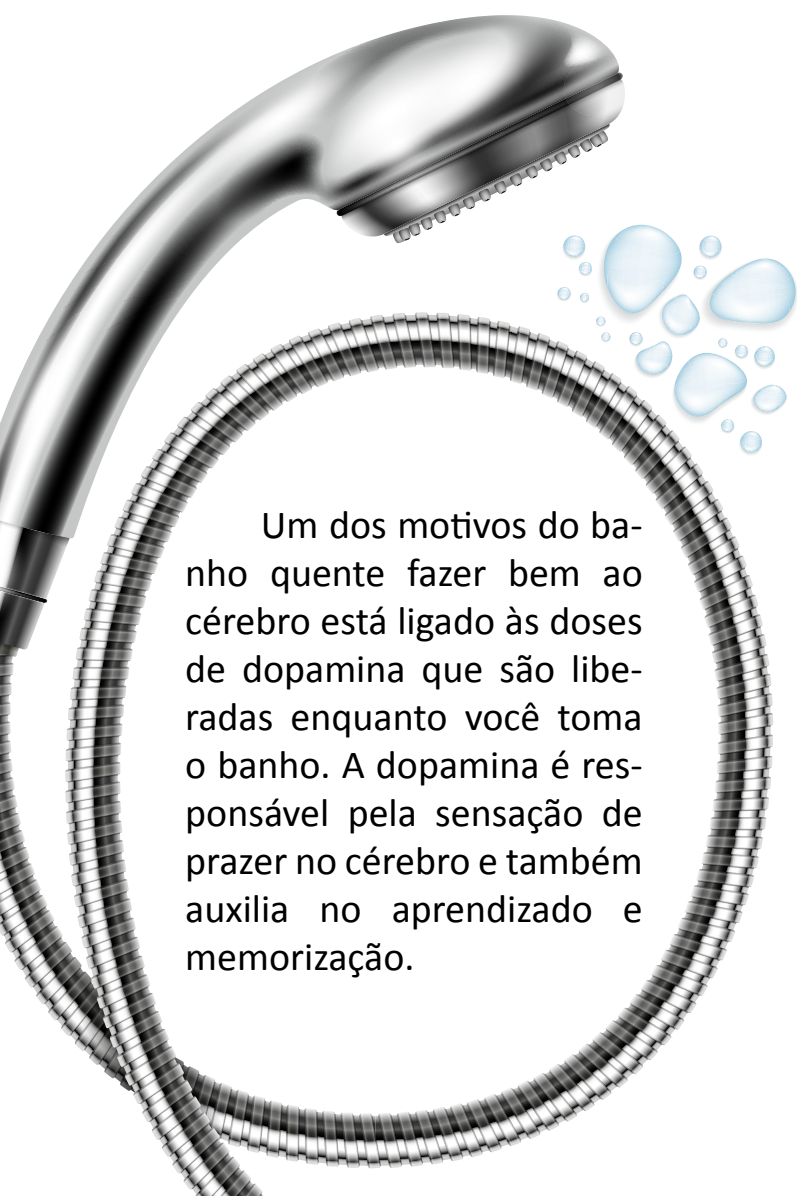 Um dos motivos do ba-
nho quente fazer bem ao
cérebro está ligado às doses
de dopamina que são libe-
radas enquanto você toma
o banho. A dopamina é res-
ponsável pela sensação de
prazer no cérebro e também
auxilia no aprendizado e
memorização.